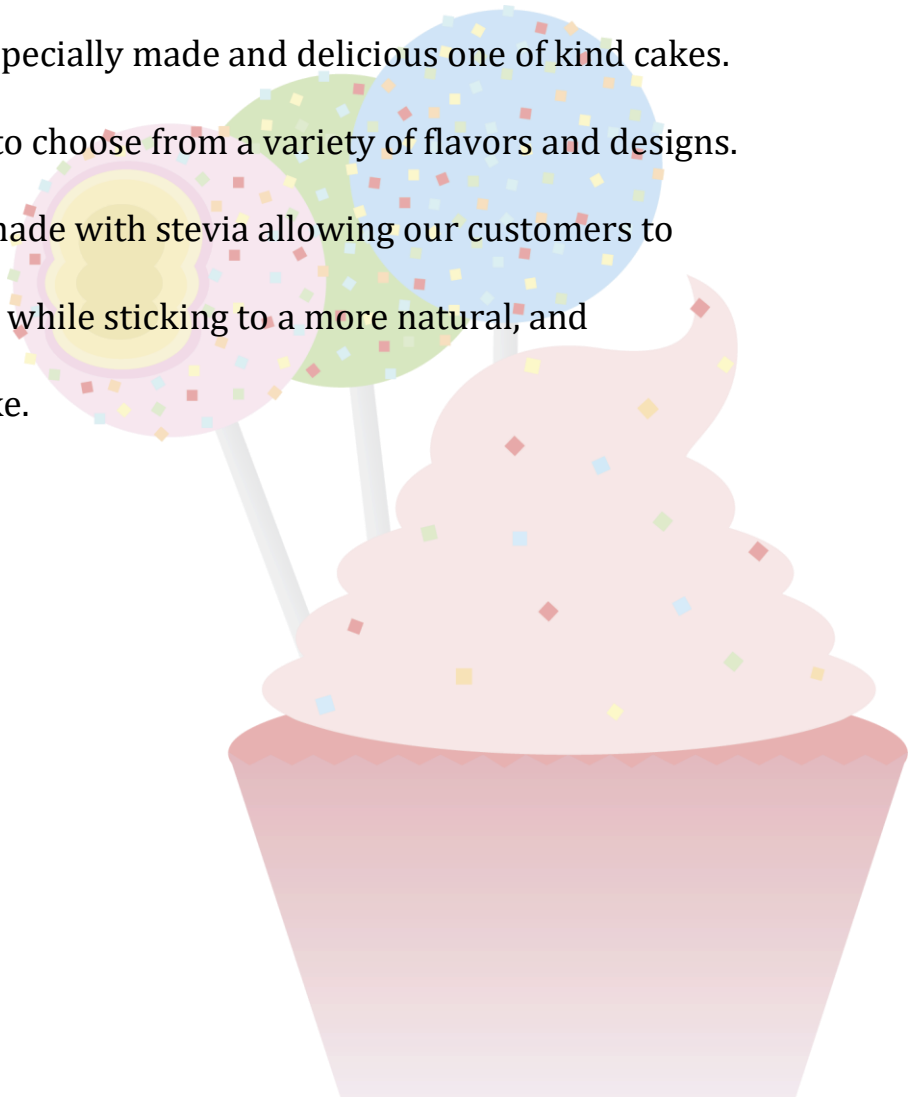 pecially made and delicious one of kind cakes.
to choose from a variety of flavors and designs.
made with stevia allowing our customers to
while sticking to a more natural, and
ke.